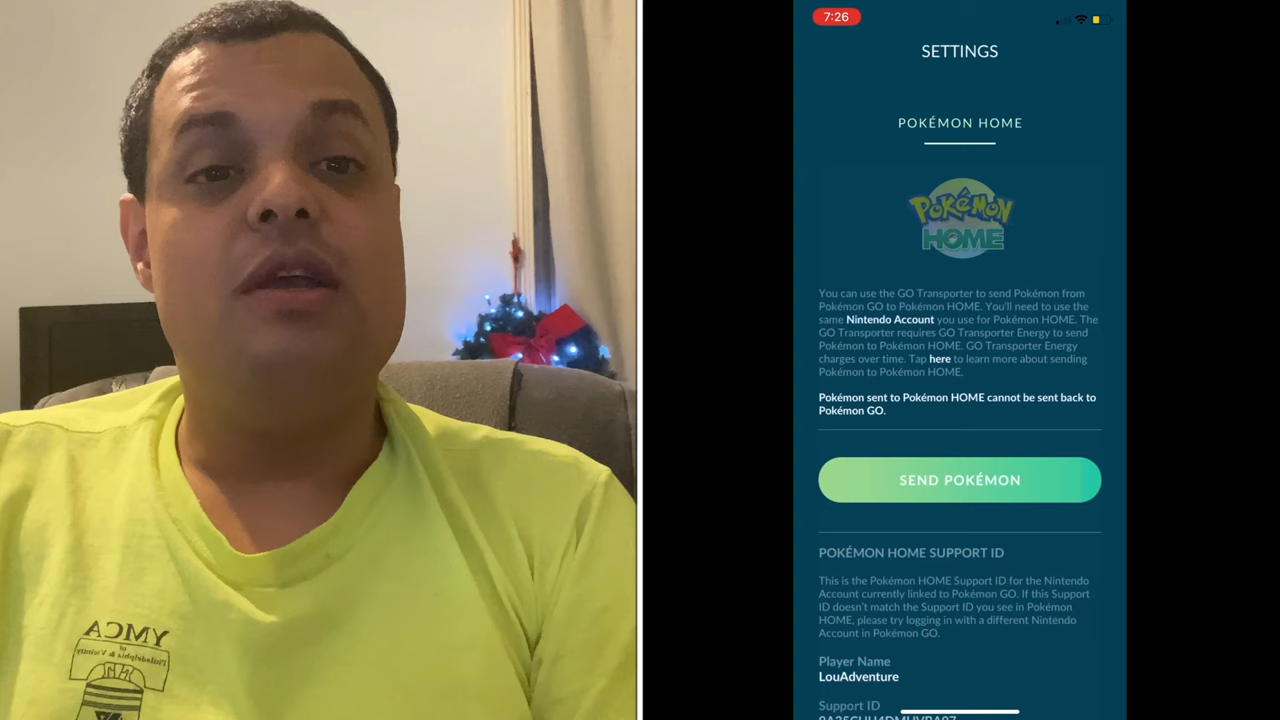 YMCA
of
Philadelphia & Vicinity
7:26
SETTINGS
POKÉMON HOME
POKÉMON
HOME
You can use the GO Transporter to send Pokémon from
Pokémon GO to Pokémon HOME. You'll need to use the
same Nintendo Account you use for Pokémon HOME. The
GO Transporter requires GO Transporter Energy to send
Pokémon to Pokémon HOME. GO Transporter Energy
charges over time. Tap here to learn more about sending
Pokémon to Pokémon HOME.
Pokémon sent to Pokémon HOME cannot be sent back to
Pokémon GO.
SEND POKÉMON
POKÉMON HOME SUPPORT ID
This is the Pokémon HOME Support ID for the Nintendo
Account currently linked to Pokémon GO. If this Support
ID doesn't match the Support ID you see in Pokémon
HOME, please try logging in with a different Nintendo
Account in Pokémon GO.
Player Name
LouAdventure
Support ID